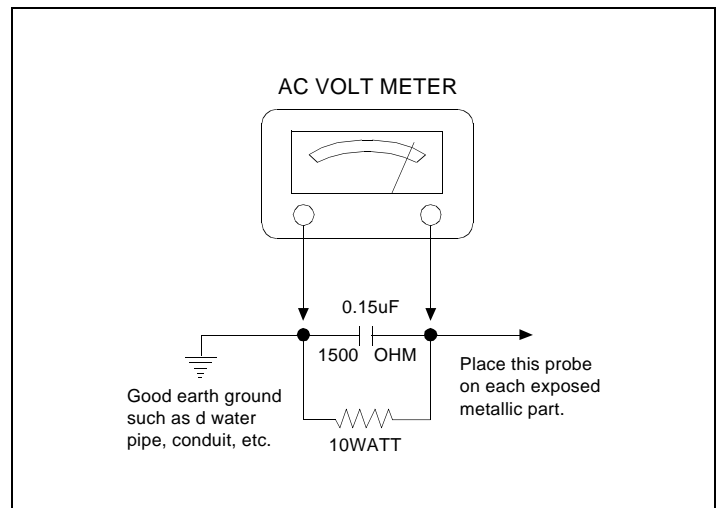 AC VOLT METER
0.15uF
1500 OHM
Place this probe
on each exposed
metallic part.
Good earth ground
such as d water
pipe, conduit, etc.
10WATT